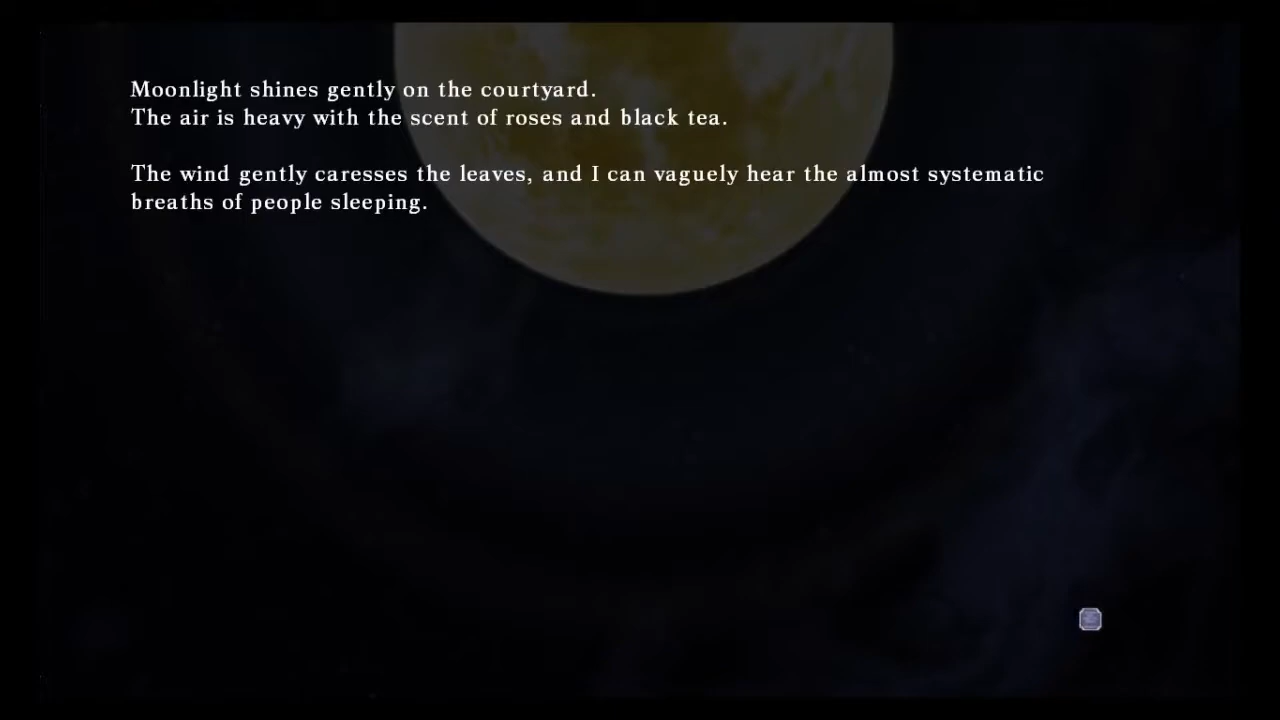 Moonlight shines gently on the courtyard.
The air is heavy with the scent of roses and black tea.
The wind gently caresses the leaves, and I can vaguely hear the almost systematic
breaths of people sleeping.